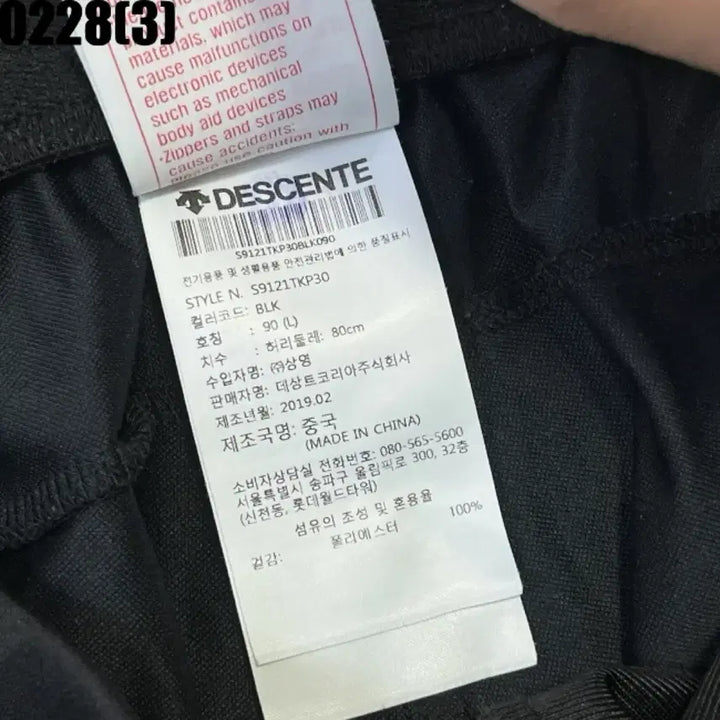 0228(3)
t contain
materials, which may
cause malfunctions on
electronic devices
such as mechanical
body aid devices
·Zippers and straps may
cause accidents,
please use caution with
DESCENTE
S9121TKP30BLK090
전기용품 및 생활용품 안전관리법에 의한 품질표시
STYLE N. S9121TKP30
컬러코드: BLK
호칭 : 90 (L)
치수 : 허리둘레: 80cm
수입자명: ㈜상영
판매자명: 데상트코리아주식회사
제조년월: 2019.02
제조국명: 중국
(MADE IN CHINA)
소비자상담실 전화번호: 080-565-5600
서울특별시 송파구 올림픽로 300, 32층
(신천동, 롯데월드타워)
섬유의 조성 및 혼용율
겉감: 폴리에스터 100%